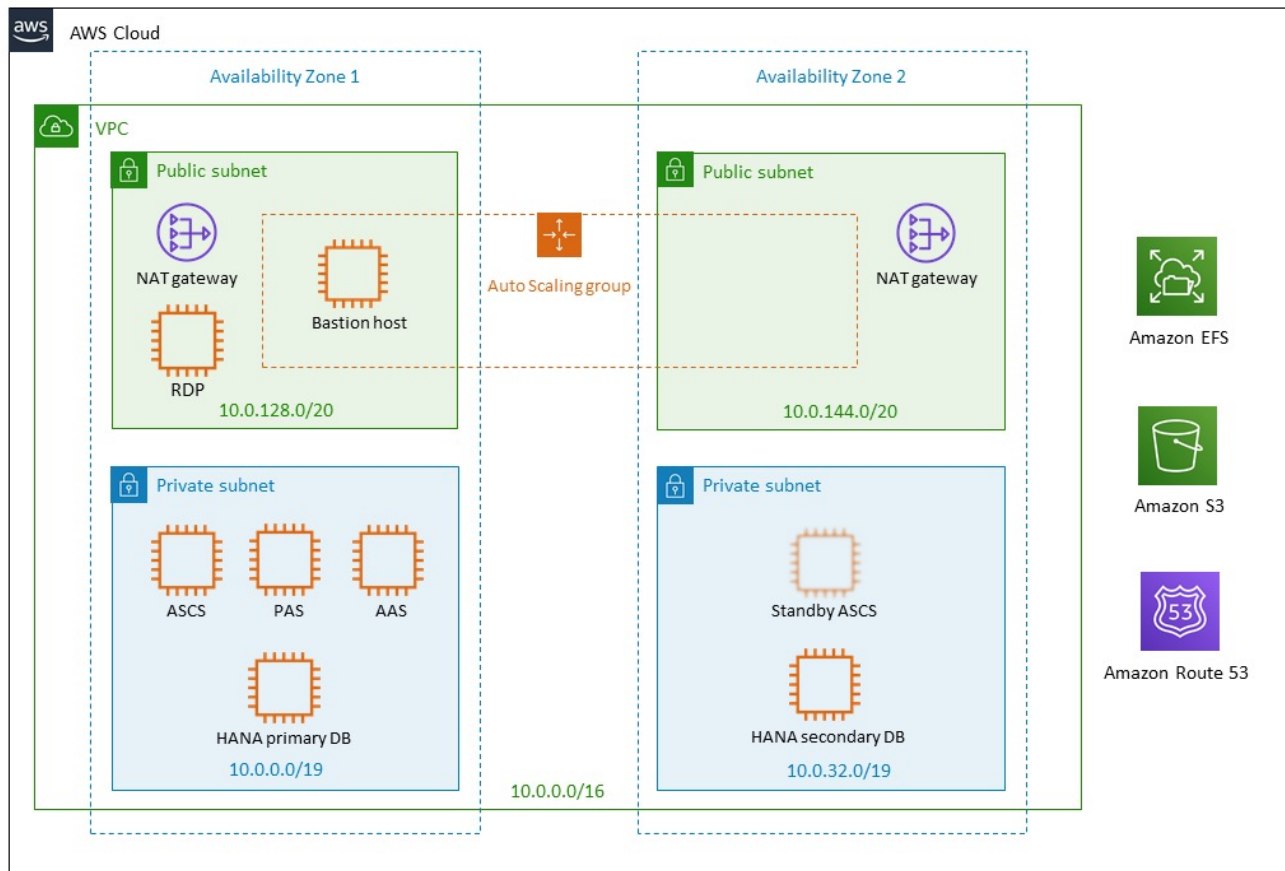 aws
AWS Cloud
Availability Zone 1
Availability Zone 2
VPC
Public subnet
Public subnet
NAT gateway
Bastion host
Auto Scaling group
NAT gateway
RDP
10.0.128.0/20
10.0.144.0/20
Private subnet
Private subnet
ASCS
PAS
AAS
Standby ASCS
HANA primary DB
HANA secondary DB
10.0.0.0/19
10.0.32.0/19
10.0.0.0/16
Amazon EFS
Amazon S3
53
Amazon Route 53